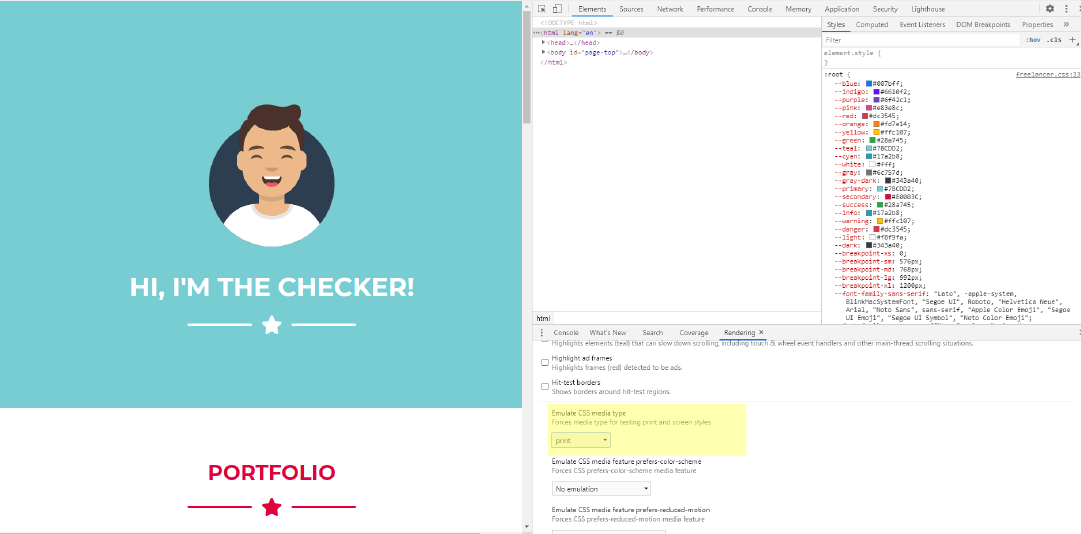 HI, I'M THE CHECKER!
PORTFOLIO
Elements Sources Network Performance Console Memory Application Security Lighthouse
<!DOCTYPE html>
<html lang="en"> == $0
<head>…</head>
<body id="page-top">…</body>
</html>
html
Styles Computed Event Listeners DOM Breakpoints Properties »
Filter :hov .cls +
element.style {
}
:root { freelancer.css:33
--blue: #007bff;
--indigo: #6610f2;
--purple: #6f42c1;
--pink: #e83e8c;
--red: #dc3545;
--orange: #fd7e14;
--yellow: #ffc107;
--green: #28a745;
--teal: #78CDD2;
--cyan: #17a2b8;
--white: #fff;
--gray: #6c757d;
--gray-dark: #343a40;
--primary: #78CDD2;
--secondary: #E0003C;
--success: #28a745;
--info: #17a2b8;
--warning: #ffc107;
--danger: #dc3545;
--light: #f8f9fa;
--dark: #343a40;
--breakpoint-xs: 0;
--breakpoint-sm: 576px;
--breakpoint-md: 768px;
--breakpoint-lg: 992px;
--breakpoint-xl: 1200px;
--font-family-sans-serif: "Lato", -apple-system,
BlinkMacSystemFont, "Segoe UI", Roboto, "Helvetica Neue",
Arial, "Noto Sans", sans-serif, "Apple Color Emoji", "Segoe
UI Emoji", "Segoe UI Symbol", "Noto Color Emoji";
Console What's New Search Coverage Rendering ×
Highlights elements (teal) that can slow down scrolling, including touch & wheel event handlers and other main-thread scrolling situations.
Highlight ad frames
Highlights frames (red) detected to be ads.
Hit-test borders
Shows borders around hit-test regions.
Emulate CSS media type
Forces media type for testing print and screen styles
print
Emulate CSS media feature prefers-color-scheme
Forces CSS prefers-color-scheme media feature
No emulation
Emulate CSS media feature prefers-reduced-motion
Forces CSS prefers-reduced-motion media feature